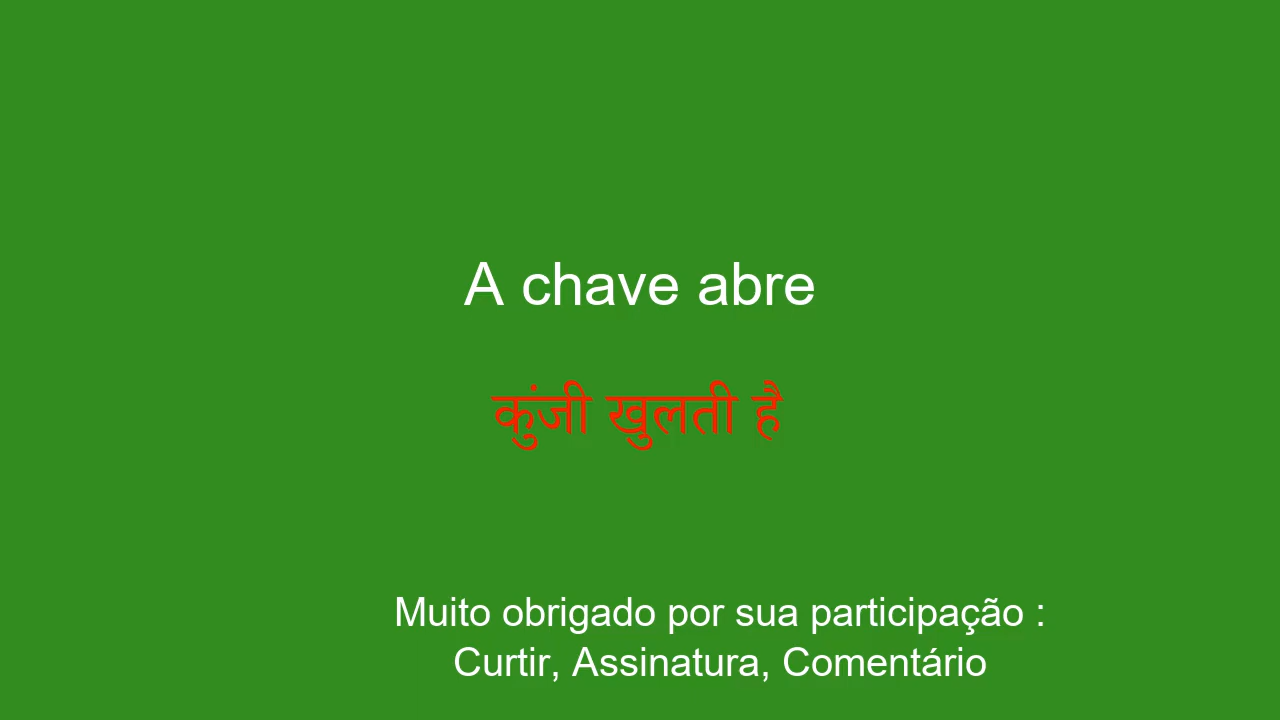 A chave abre
कुंजी खुलती है
Muito obrigado por sua participação :
Curtir, Assinatura, Comentário